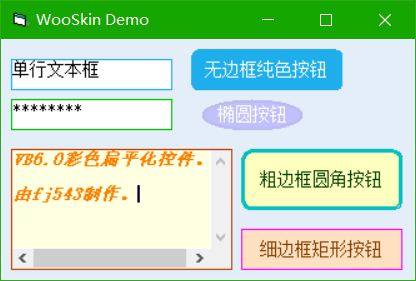 WooSkin Demo
单行文本框
无边框纯色按钮
********
椭圆按钮
VB6.0彩色扁平化控件.
由fj543制作.
粗边框圆角按钮
细边框矩形按钮